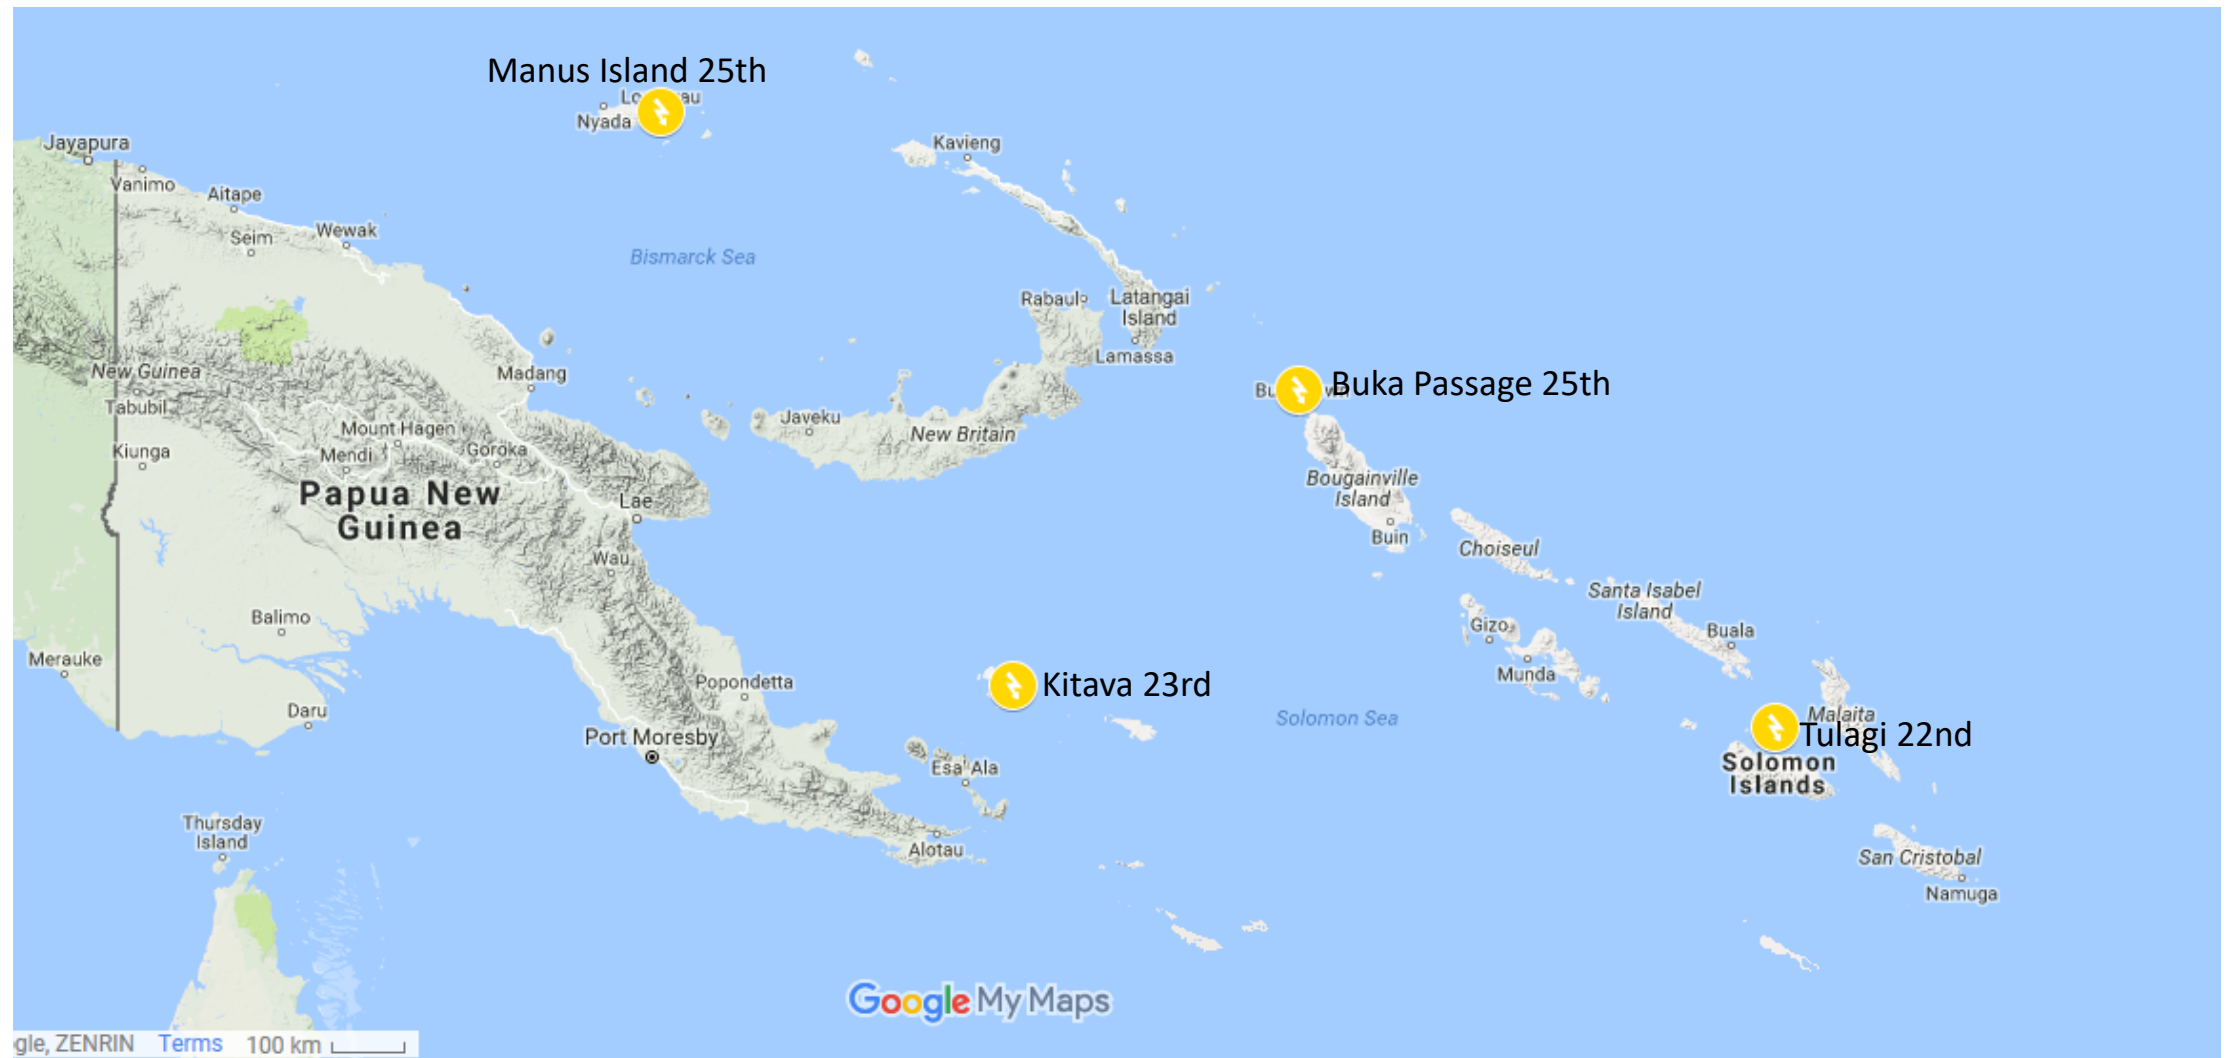 Manus Island 25th
Nyada
Jayapura
Vanimo
Aitape
Seim
Wewak
Kavieng
Bismarck Sea
Rabaul
Latangai
Island
Lamassa
New Guinea
Tabubil
Madang
Buka Passage 25th
Kiunga
Mount Hagen
Mendi
Goroka
Javeku
New Britain
Papua New
Guinea
Lae
Bougainville
Island
Buin
Choiseul
Wau
Santa Isabel
Island
Balimo
Gizo
Buala
Merauke
Munda
Popondetta
Kitava 23rd
Daru
Solomon Sea
Malaita
Port Moresby
Tulagi 22nd
Esa'Ala
Solomon
Islands
Thursday
Island
Alotau
San Cristobal
Namuga
Google My Maps
gle, ZENRIN Terms 100 km